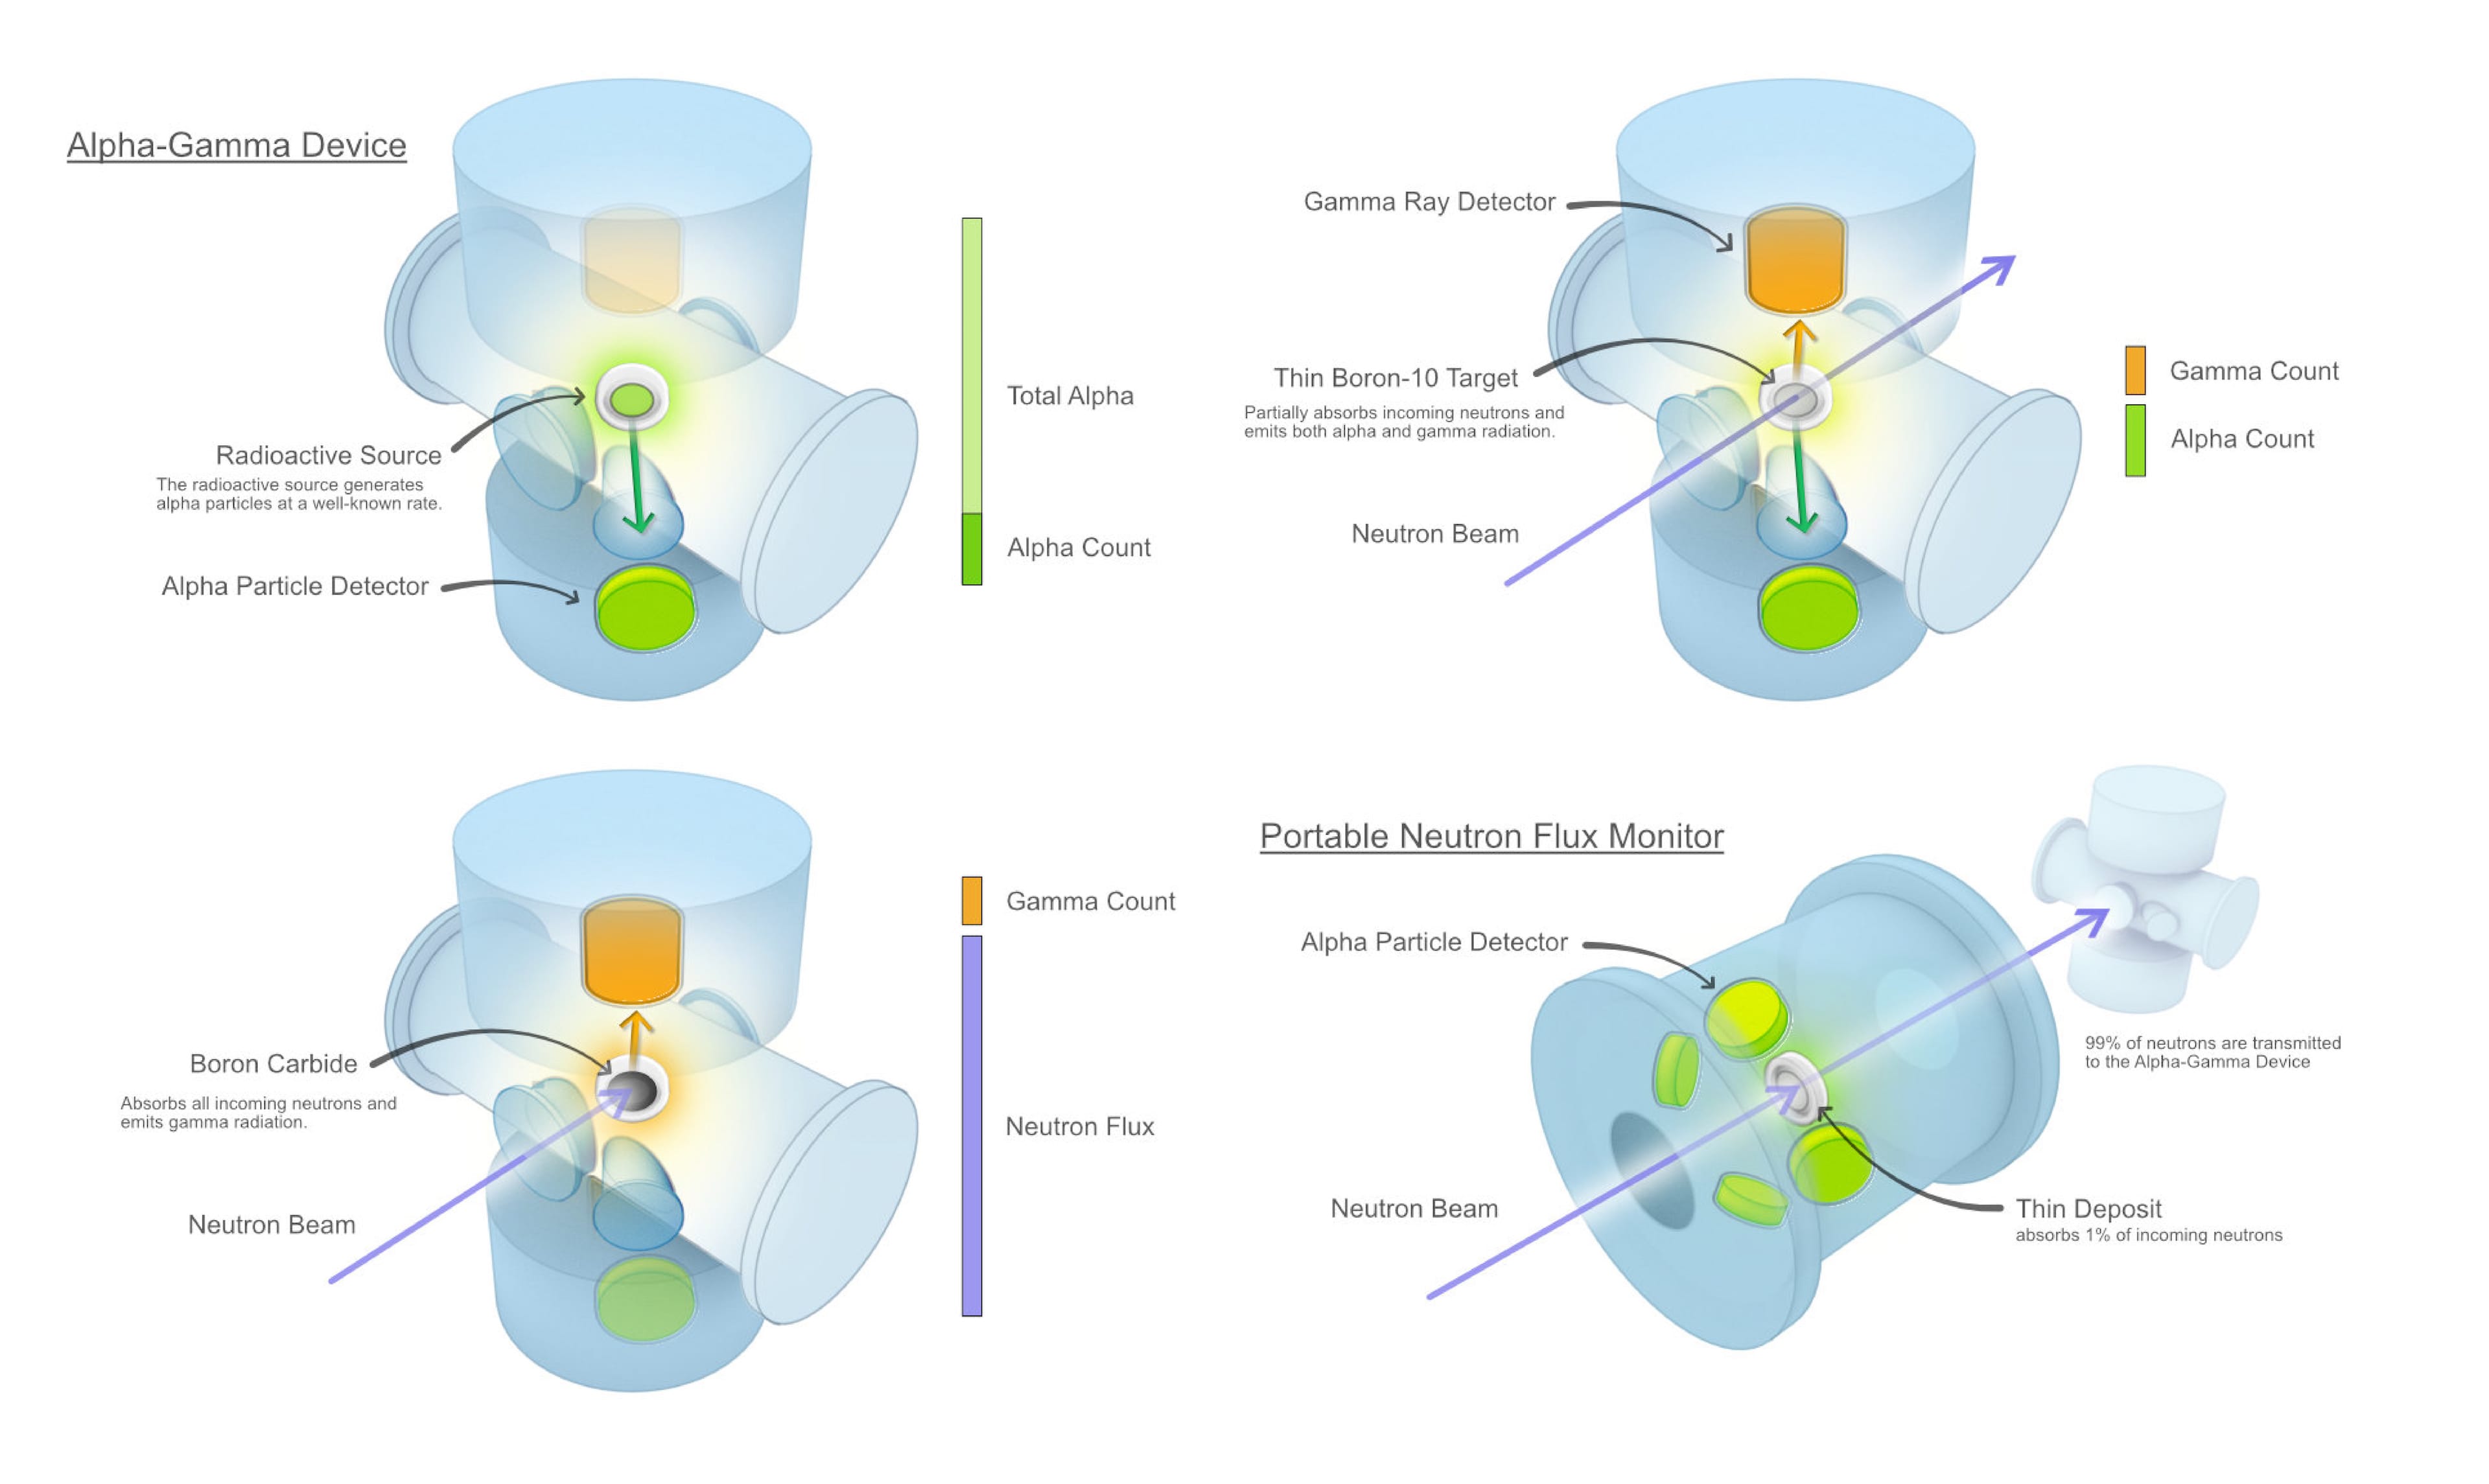 Alpha-Gamma Device
Total Alpha
Radioactive Source
The radioactive source generates
alpha particles at a well-known rate.
Alpha Count
Alpha Particle Detector
Gamma Ray Detector
Thin Boron-10 Target
Partially absorbs incoming neutrons and
emits both alpha and gamma radiation.
Gamma Count
Alpha Count
Neutron Beam
Gamma Count
Boron Carbide
Absorbs all incoming neutrons and
emits gamma radiation.
Neutron Flux
Neutron Beam
Portable Neutron Flux Monitor
Alpha Particle Detector
99% of neutrons are transmitted
to the Alpha-Gamma Device
Neutron Beam
Thin Deposit
absorbs 1% of incoming neutrons